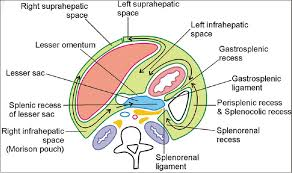 Right suprahepatic
space
Left suprahepatic
space
Left infrahepatic
space
Lesser omentum
Gastrosplenic
recess
Lesser sac
Gastrosplenic
ligament
Splenic recess
of lesser sac
Perisplenic recess
& Splenocolic recess
Right infrahepatic
space
(Morison pouch)
Splenorenal
recess
Splenorenal
ligament